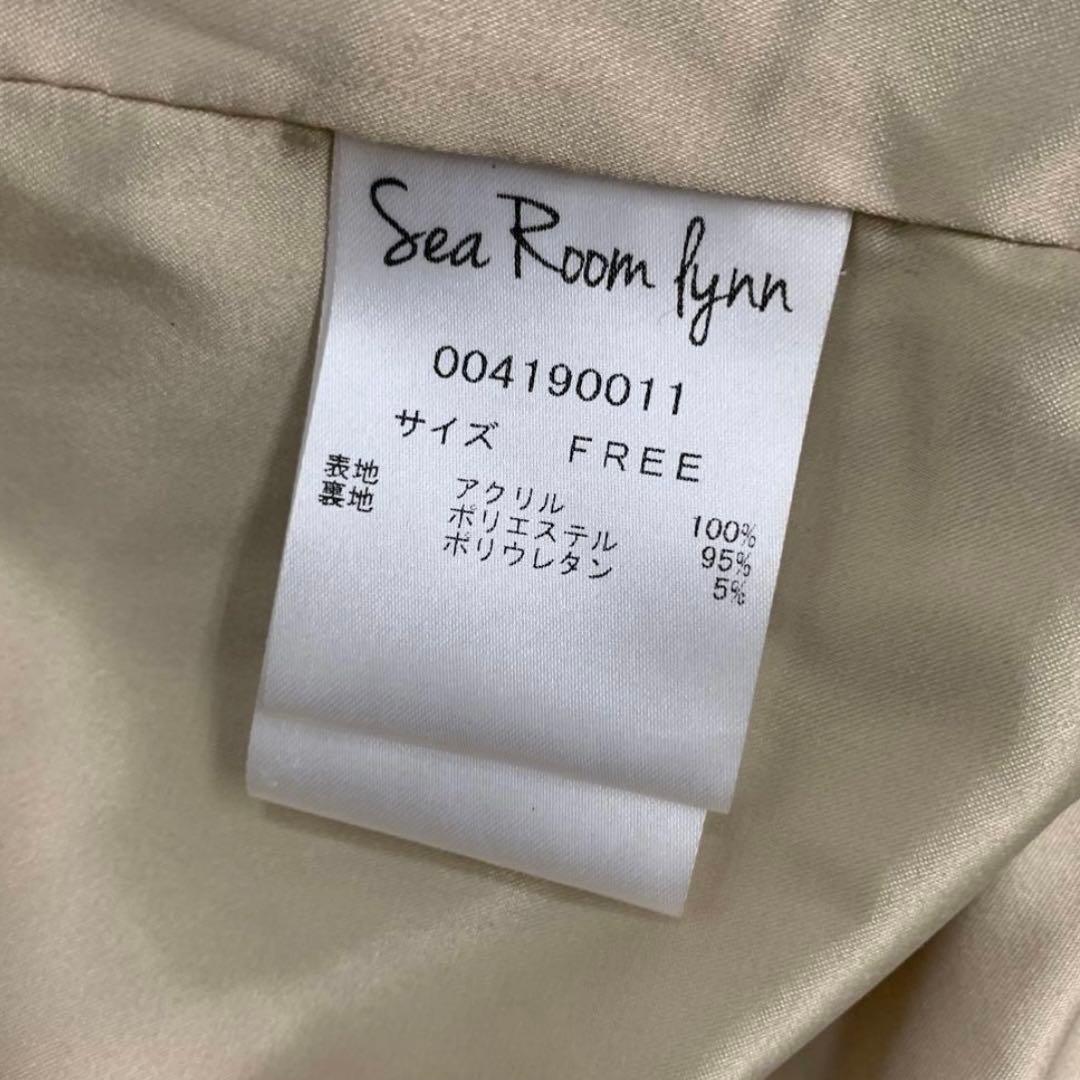 Sea Room lynn
004190011
サイズ FREE
表地 アクリル 100%
裏地 ポリエステル 95%
ポリウレタン 5%